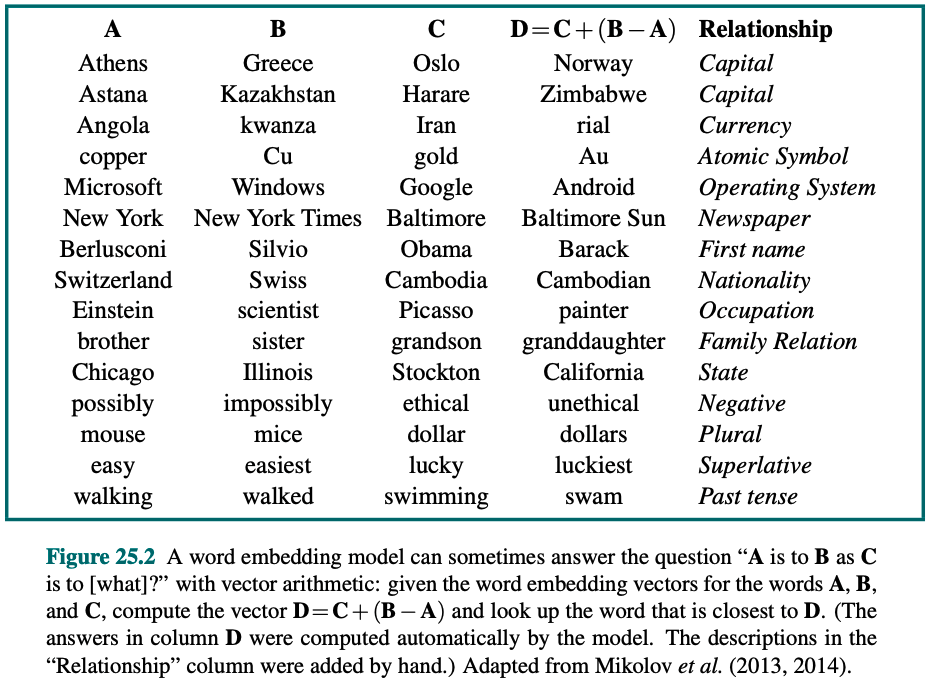 A B C D=C+(B−A) Relationship
Athens Greece Oslo Norway Capital
Astana Kazakhstan Harare Zimbabwe Capital
Angola kwanza Iran rial Currency
copper Cu gold Au Atomic Symbol
Microsoft Windows Google Android Operating System
New York New York Times Baltimore Baltimore Sun Newspaper
Berlusconi Silvio Obama Barack First name
Switzerland Swiss Cambodia Cambodian Nationality
Einstein scientist Picasso painter Occupation
brother sister grandson granddaughter Family Relation
Chicago Illinois Stockton California State
possibly impossibly ethical unethical Negative
mouse mice dollar dollars Plural
easy easiest lucky luckiest Superlative
walking walked swimming swam Past tense
Figure 25.2 A word embedding model can sometimes answer the question “A is to B as C
is to [what]?” with vector arithmetic: given the word embedding vectors for the words A, B,
and C, compute the vector D=C+(B−A) and look up the word that is closest to D. (The
answers in column D were computed automatically by the model. The descriptions in the
“Relationship” column were added by hand.) Adapted from Mikolov et al. (2013, 2014).